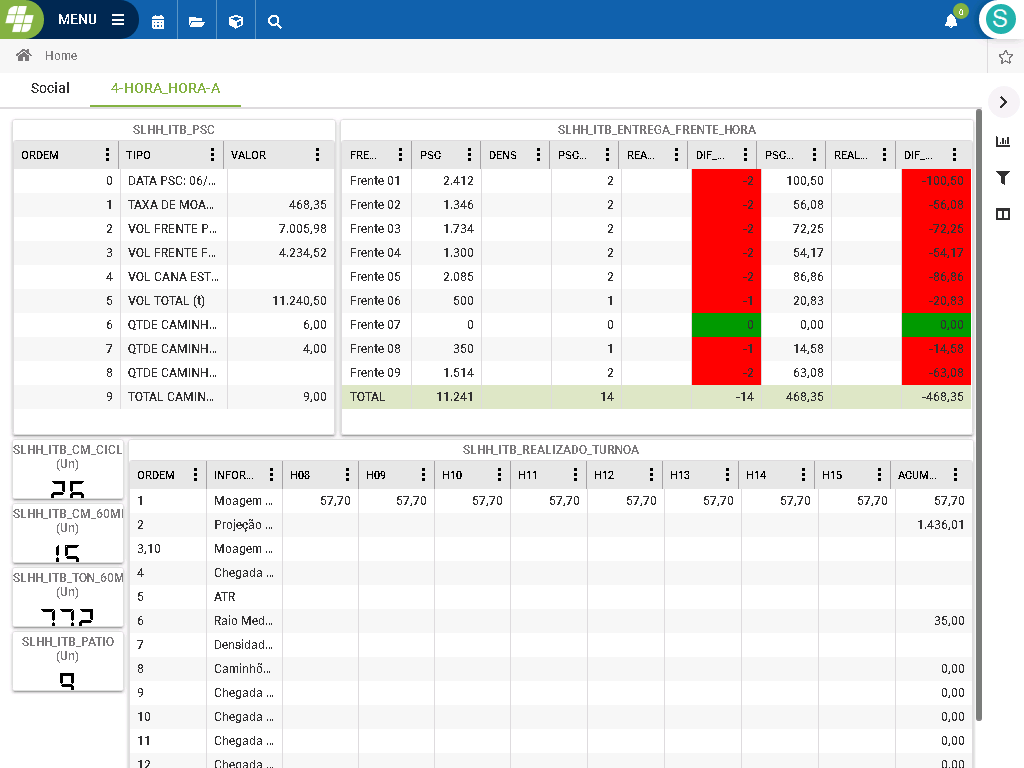 MENU
0
S
Home
Social 4-HORA_HORA-A
SLHH_ITB_PSC
ORDEM TIPO VALOR
0 DATA PSC: 06/...
1 TAXA DE MOA... 468,35
2 VOL FRENTE P... 7.005,98
3 VOL FRENTE F... 4.234,52
4 VOL CANA EST...
5 VOL TOTAL (t) 11.240,50
6 QTDE CAMINH... 6,00
7 QTDE CAMINH... 4,00
8 QTDE CAMINH...
9 TOTAL CAMIN... 9,00
SLHH_ITB_ENTREGA_FRENTE_HORA
FRE... PSC DENS PSC... REA... DIF_... PSC... REAL... DIF_...
Frente 01 2.412 2 -2 100,50 -100,50
Frente 02 1.346 2 -2 56,08 -56,08
Frente 03 1.734 2 -2 72,25 -72,25
Frente 04 1.300 2 -2 54,17 -54,17
Frente 05 2.085 2 -2 86,86 -86,86
Frente 06 500 1 -1 20,83 -20,83
Frente 07 0 0 0 0,00 0,00
Frente 08 350 1 -1 14,58 -14,58
Frente 09 1.514 2 -2 63,08 -63,08
TOTAL 11.241 14 -14 468,35 -468,35
SLHH_ITB_CM_CICL
(Un)
26
SLHH_ITB_CM_60MI
(Un)
15
SLHH_ITB_TON_60M
(Un)
772
SLHH_ITB_PATIO
(Un)
9
SLHH_ITB_REALIZADO_TURNOA
ORDEM INFOR... H08 H09 H10 H11 H12 H13 H14 H15 ACUM...
1 Moagem ... 57,70 57,70 57,70 57,70 57,70 57,70 57,70 57,70 57,70
2 Projeção ... 1.436,01
3,10 Moagem ...
4 Chegada ...
5 ATR
6 Raio Med... 35,00
7 Densidad...
8 Caminhõ... 0,00
9 Chegada ... 0,00
10 Chegada ... 0,00
11 Chegada ... 0,00
12 Chegada ... 0,00